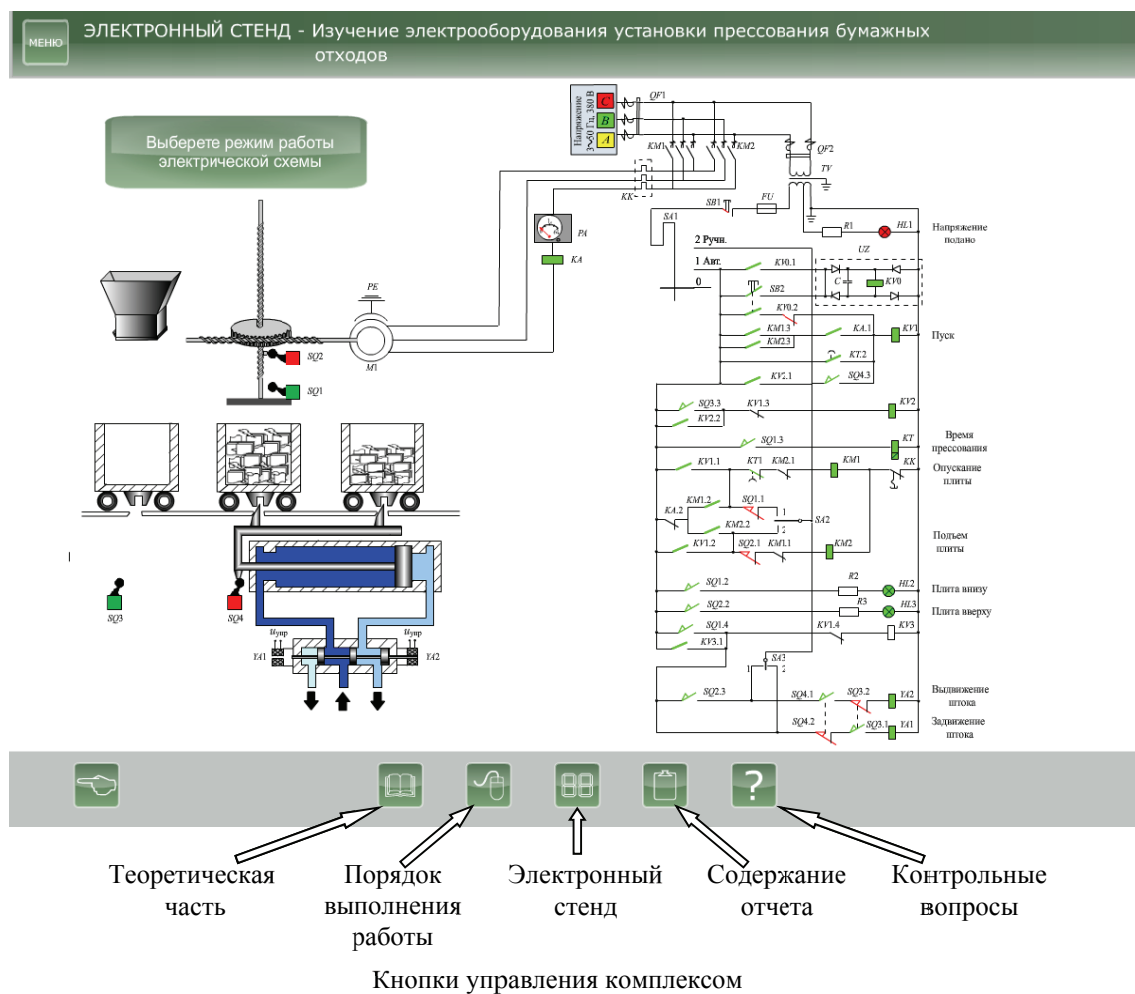 МЕНЮ
ЭЛЕКТРОННЫЙ СТЕНД - Изучение электрооборудования установки прессования бумажных
отходов
Выберете режим работы
электрической схемы
Напряжение
3~50 Гц, 380 В
C
B
A
QF1
KM1
KM2
QF2
TV
KK
SB1
FU
SA1
PA
KA
R1
HL1
Напряжение
подано
2 Ручн.
1 Авт.
0
UZ
KV0.1
C
KV0
SB2
KV0.2
KM1.3
KA.1
KV1
Пуск
KM2.3
KT.2
KV2.1
SQ4.3
PE
M1
SQ2
SQ1
SQ3.3
KV1.3
KV2
KV2.2
SQ1.3
KT
Время
прессования
KV1.1
KT1
KM2.1
KM1
KK
Опускание
плиты
KM1.2
SQ1.1
1
KA.2
SA2
KM2.2
2
KV1.2
SQ2.1
KM1.1
KM2
Подъем
плиты
SQ1.2
R2
HL2
Плита внизу
SQ2.2
R3
HL3
Плита вверху
SQ1.4
KV1.4
KV3
KV3.1
SA3
1
2
SQ2.3
SQ4.1
SQ3.2
YA2
Выдвижение
штока
SQ4.2
SQ3.1
YA1
Задвижение
штока
SQ3
SQ4
uупр
uупр
YA1
YA2
?
Теоретическая
часть
Порядок
выполнения
работы
Электронный
стенд
Содержание
отчета
Контрольные
вопросы
Кнопки управления комплексом